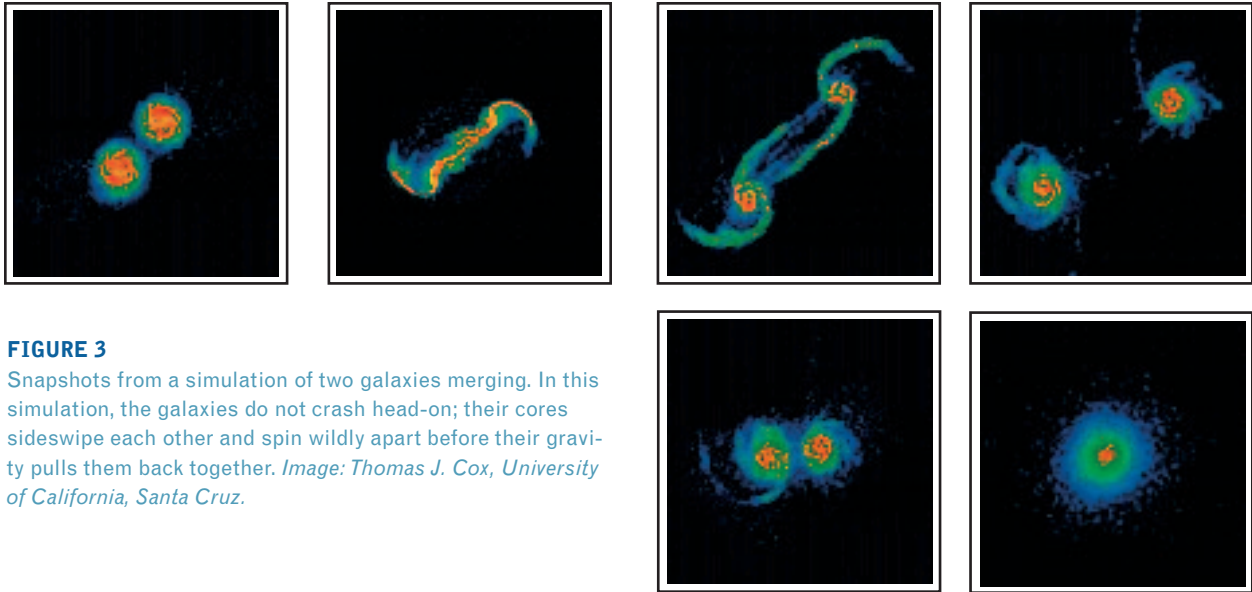 FIGURE 3
Snapshots from a simulation of two galaxies merging. In this
simulation, the galaxies do not crash head-on; their cores
sideswipe each other and spin wildly apart before their gravi-
ty pulls them back together. Image: Thomas J. Cox, University
of California, Santa Cruz.